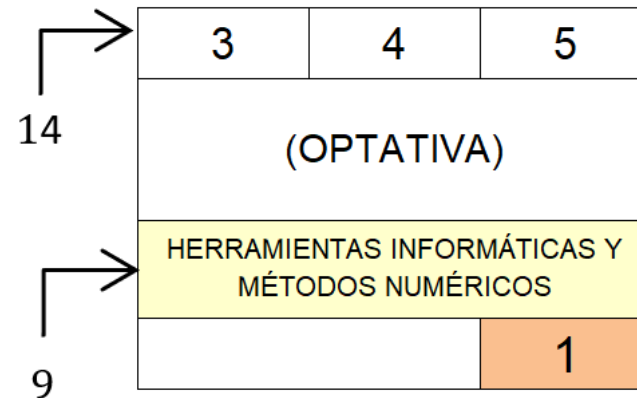 3 4 5
14
(OPTATIVA)
HERRAMIENTAS INFORMÁTICAS Y
MÉTODOS NUMÉRICOS
1
9